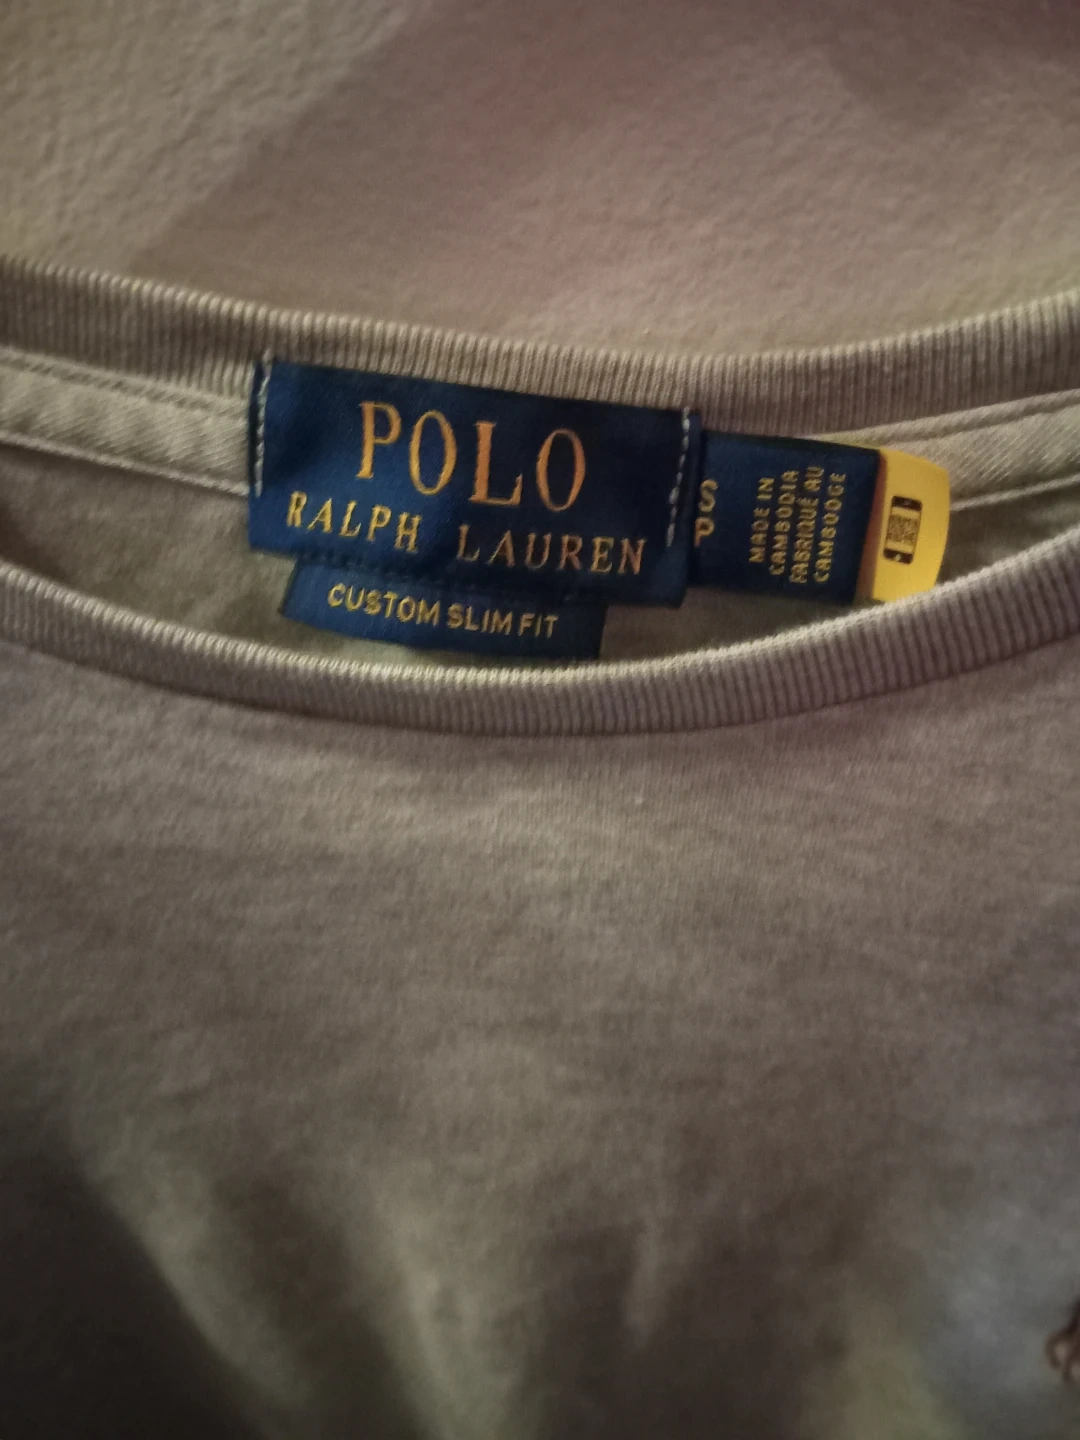 POLO
RALPH LAUREN
CUSTOM SLIM FIT
S
P
MADE IN
CAMBODIA
FABRIQUÉ AU
CAMBODGE